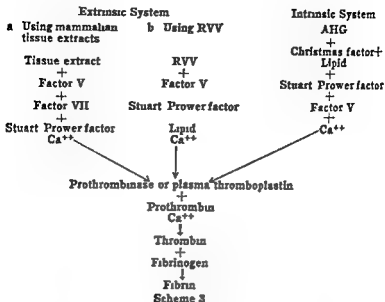 Extrinsic System
a Using mammalian tissue extracts
Tissue extract
+
Factor V
+
Factor VII
+
Stuart Prower factor
Ca++
b Using RVV
RVV
+
Factor V
Stuart Prower factor
Lipid
Ca++
Intrinsic System
AHG
+
Christmas factor+
Lipid
+
Stuart Prower factor
+
Factor V
+
Ca++
Prothrombinase or plasma thromboplastin
+
Prothrombin
Ca++
Thrombin
+
Fibrinogen
Fibrin
Scheme 3